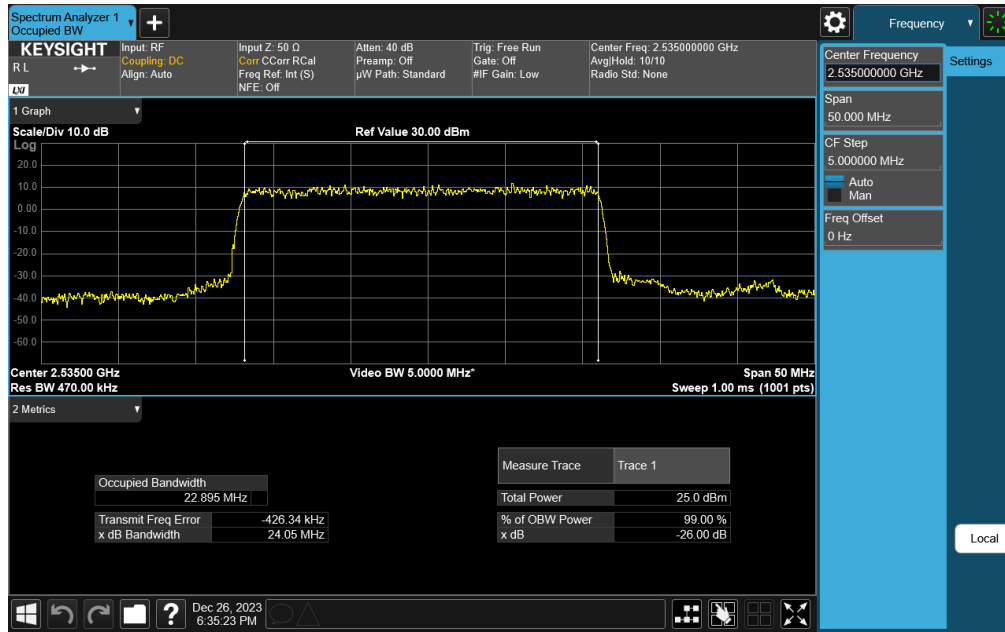 Spectrum Analyzer 1
Occupied BW
Frequency
KEYSIGHT
R L
LXI
Input: RF
Coupling: DC
Align: Auto
Input Z: 50 Ω
Corr CCorr RCal
Freq Ref: Int (S)
NFE: Off
Atten: 40 dB
Preamp: Off
µW Path: Standard
Trig: Free Run
Gate: Off
#IF Gain: Low
Center Freq: 2.535000000 GHz
Avg|Hold: 10/10
Radio Std: None
Center Frequency
2.535000000 GHz
Settings
Span
50.000 MHz
CF Step
5.000000 MHz
Auto
Man
Freq Offset
0 Hz
Local
1 Graph
Scale/Div 10.0 dB
Ref Value 30.00 dBm
Log
20.0
10.0
0.00
-10.0
-20.0
-30.0
-40.0
-50.0
-60.0
Center 2.53500 GHz
Video BW 5.0000 MHz*
Span 50 MHz
Res BW 470.00 kHz
Sweep 1.00 ms (1001 pts)
2 Metrics
Measure Trace Trace 1
Occupied Bandwidth
22.895 MHz
Total Power 25.0 dBm
Transmit Freq Error -426.34 kHz
% of OBW Power 99.00 %
x dB Bandwidth 24.05 MHz
x dB -26.00 dB
Dec 26, 2023
6:35:23 PM